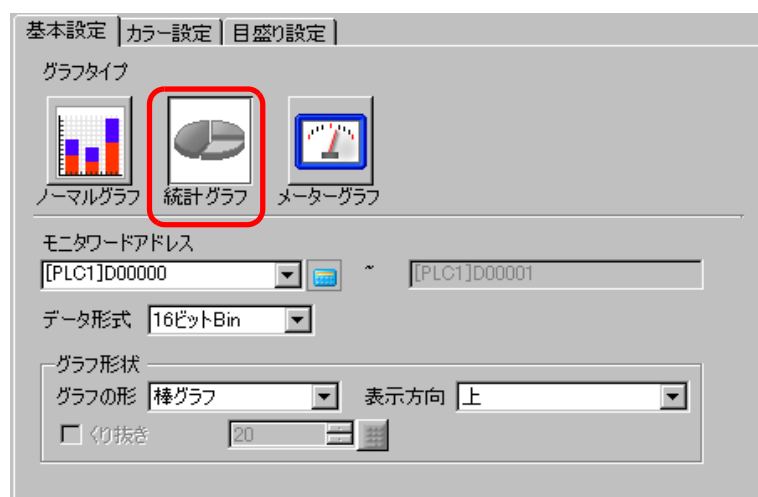 基本設定 カラー設定 目盛り設定
グラフタイプ
ノーマルグラフ 統計グラフ メーターグラフ
モニタワードアドレス
[PLC1]D00000 ~ [PLC1]D00001
データ形式 16ビットBin
グラフ形状
グラフの形 棒グラフ 表示方向 上
くり抜き 20